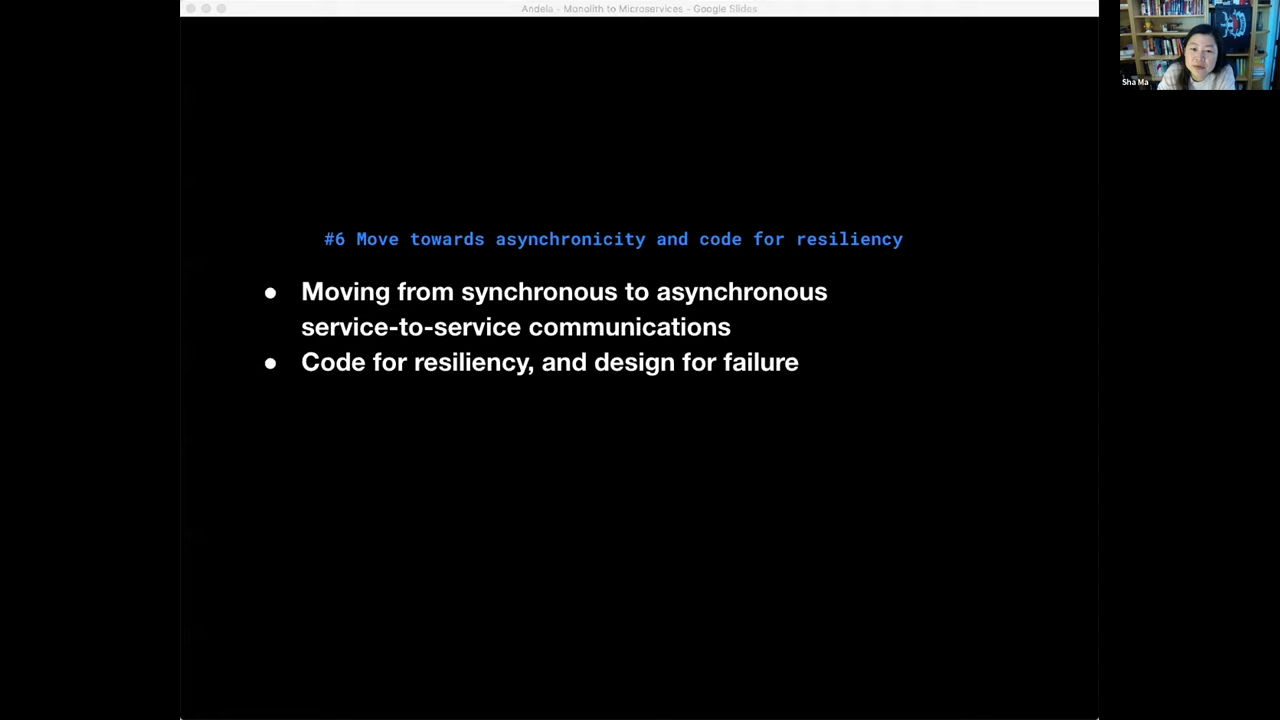 Andela - Monolith to Microservices - Google Slides
Sha Ma
#6 Move towards asynchronicity and code for resiliency
● Moving from synchronous to asynchronous
service-to-service communications
● Code for resiliency, and design for failure